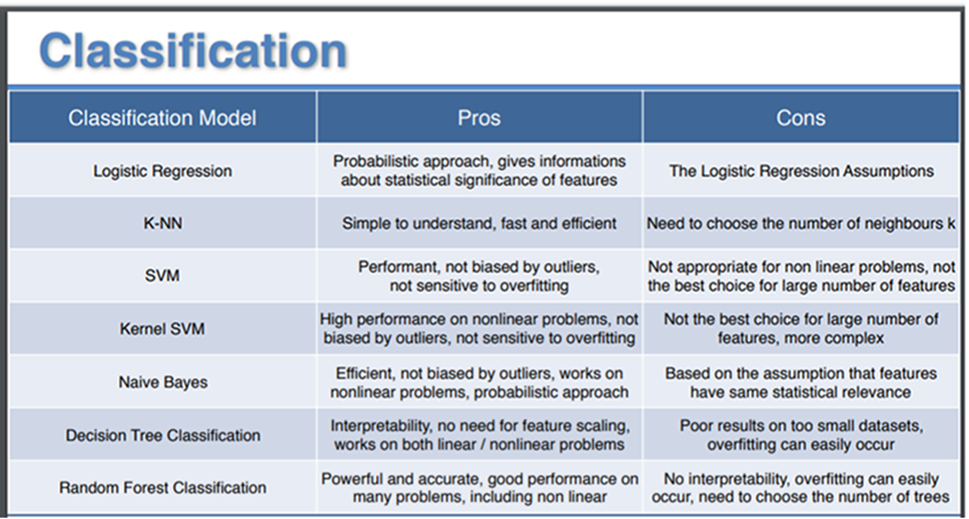 Classification
Classification Model
Pros
Cons
Logistic Regression
Probabilistic approach, gives informations
about statistical significance of features
The Logistic Regression Assumptions
K-NN
Simple to understand, fast and efficient
Need to choose the number of neighbours k
SVM
Performant, not biased by outliers,
not sensitive to overfitting
Not appropriate for non linear problems, not
the best choice for large number of features
Kernel SVM
High performance on nonlinear problems, not
biased by outliers, not sensitive to overfitting
Not the best choice for large number of
features, more complex
Naive Bayes
Efficient, not biased by outliers, works on
nonlinear problems, probabilistic approach
Based on the assumption that features
have same statistical relevance
Decision Tree Classification
Interpretability, no need for feature scaling,
works on both linear / nonlinear problems
Poor results on too small datasets,
overfitting can easily occur
Random Forest Classification
Powerful and accurate, good performance on
many problems, including non linear
No interpretability, overfitting can easily
occur, need to choose the number of trees